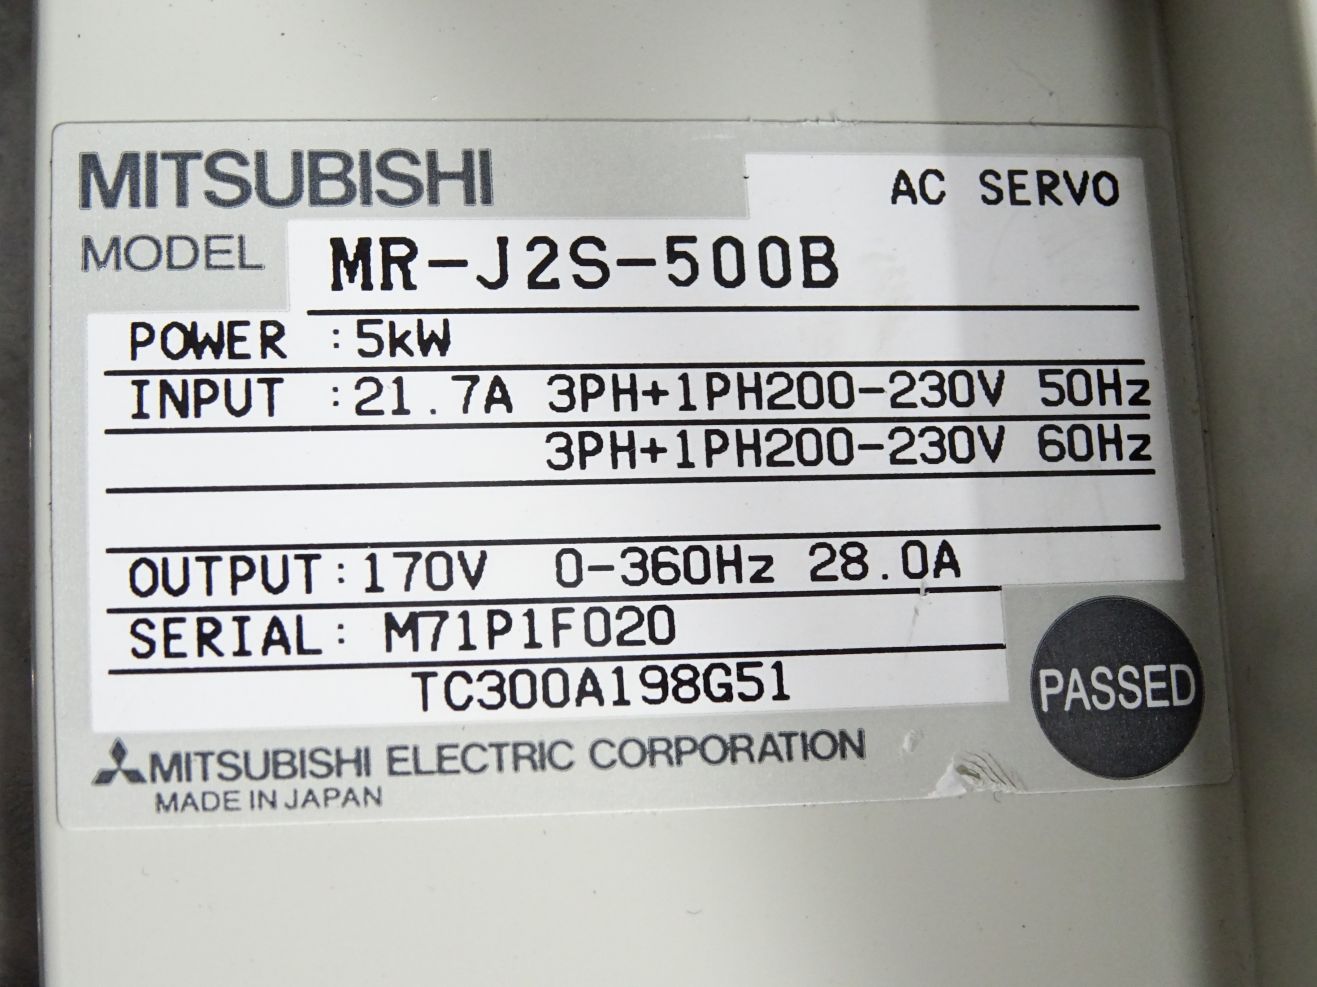 MITSUBISHI
AC SERVO
MODEL MR-J2S-500B
POWER :5kW
INPUT :21.7A 3PH+1PH200-230V 50Hz
3PH+1PH200-230V 60Hz
OUTPUT:170V 0-360Hz 28.0A
SERIAL: M71P1F020
TC300A198G51
PASSED
MITSUBISHI ELECTRIC CORPORATION
MADE IN JAPAN